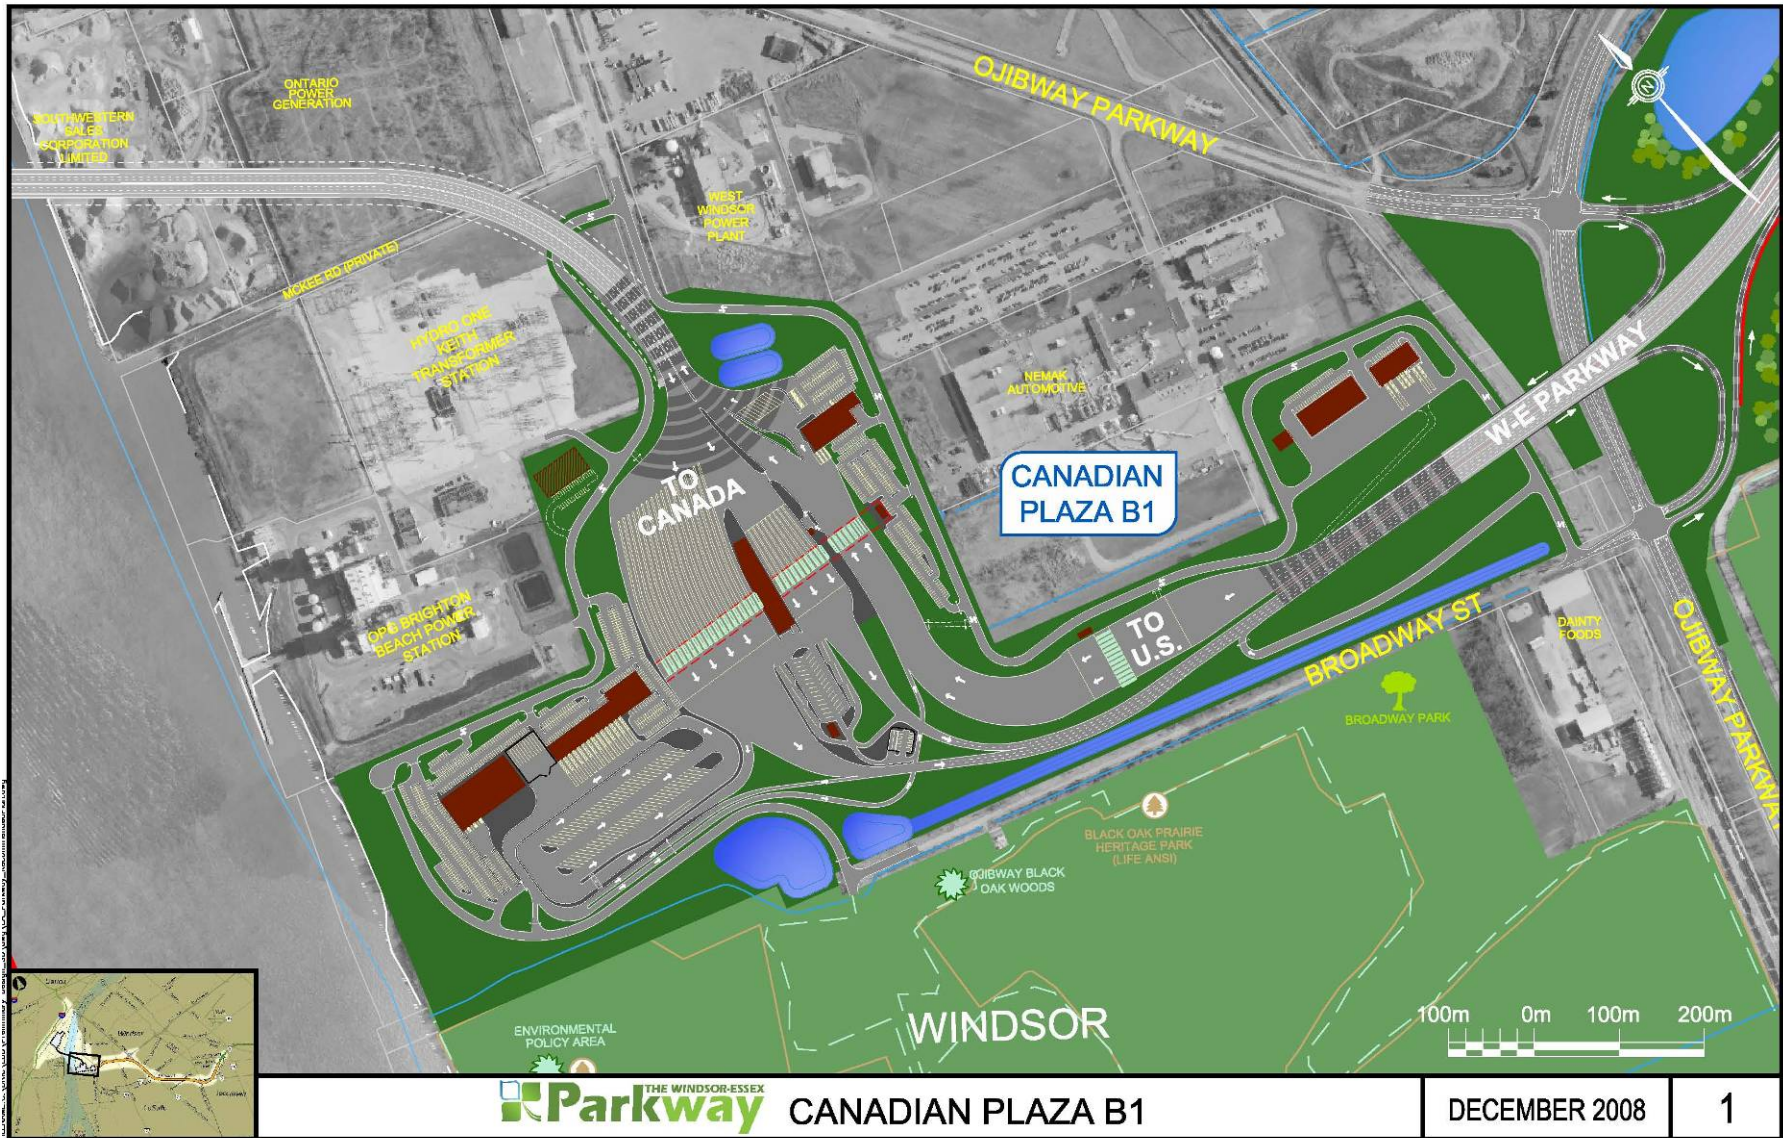 SOUTHWESTERN
SALES
CORPORATION
LIMITED
ONTARIO
POWER
GENERATION
OJIBWAY PARKWAY
WEST
WINDSOR
POWER
PLANT
MCKEE RD (PRIVATE)
HYDRO ONE
KEITH
TRANSFORMER
STATION
NEMAK
AUTOMOTIVE
W-E PARKWAY
N
CANADIAN
PLAZA B1
TO
CANADA
TO
U.S.
OPG BRIGHTON
BEACH POWER
STATION
BROADWAY ST
DAINTY
FOODS
OJIBWAY PARKWAY
BROADWAY PARK
BLACK OAK PRAIRIE
HERITAGE PARK
(LIFE ANSI)
OJIBWAY BLACK
OAK WOODS
ENVIRONMENTAL
POLICY AREA
WINDSOR
100m 0m 100m 200m
Windsor
LaSalle
THE WINDSOR-ESSEX
Parkway
CANADIAN PLAZA B1
DECEMBER 2008
1